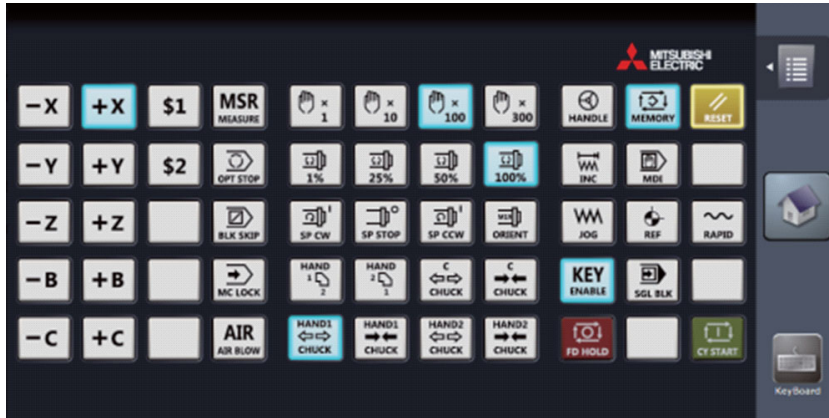 MITSUBISHI
ELECTRIC
−X +X $1 MSR MEASURE × 1 × 10 × 100 × 300 HANDLE MEMORY RESET
−Y +Y $2 OPT STOP 1% 25% 50% 100% INC MDI
−Z +Z BLK SKIP SP CW SP STOP SP CCW ORIENT JOG REF RAPID
−B +B MC LOCK HAND 1 2 HAND 2 1 C CHUCK C CHUCK KEY ENABLE SGL BLK
−C +C AIR AIR BLOW HAND1 CHUCK HAND1 CHUCK HAND2 CHUCK HAND2 CHUCK FD HOLD CY START
KeyBoard